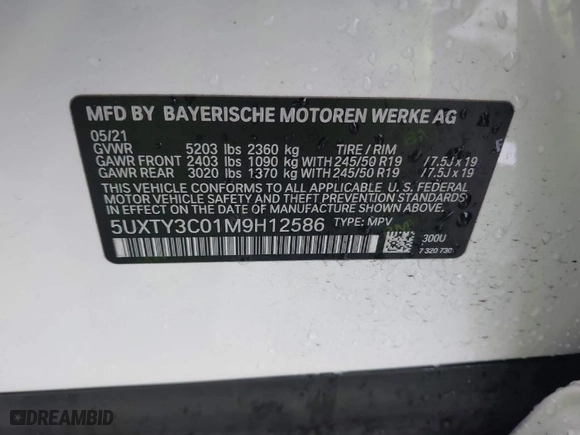 MFD BY BAYERISCHE MOTOREN WERKE AG
05/21
GVWR 5203 lbs 2360 kg TIRE / RIM
GAWR FRONT 2403 lbs 1090 kg WITH 245/50 R19 /7.5J x 19
GAWR REAR 3020 lbs 1370 kg WITH 245/50 R19 /7.5J x 19
THIS VEHICLE CONFORMS TO ALL APPLICABLE U. S. FEDERAL
MOTOR VEHICLE SAFETY AND THEFT PREVENTION
STANDARDS IN EFFECT ON THE DATE OF MANUFACTURE
SHOWN ABOVE.
5UXTY3C01M9H12586 TYPE: MPV
300U
7 320 730
DREAMBID